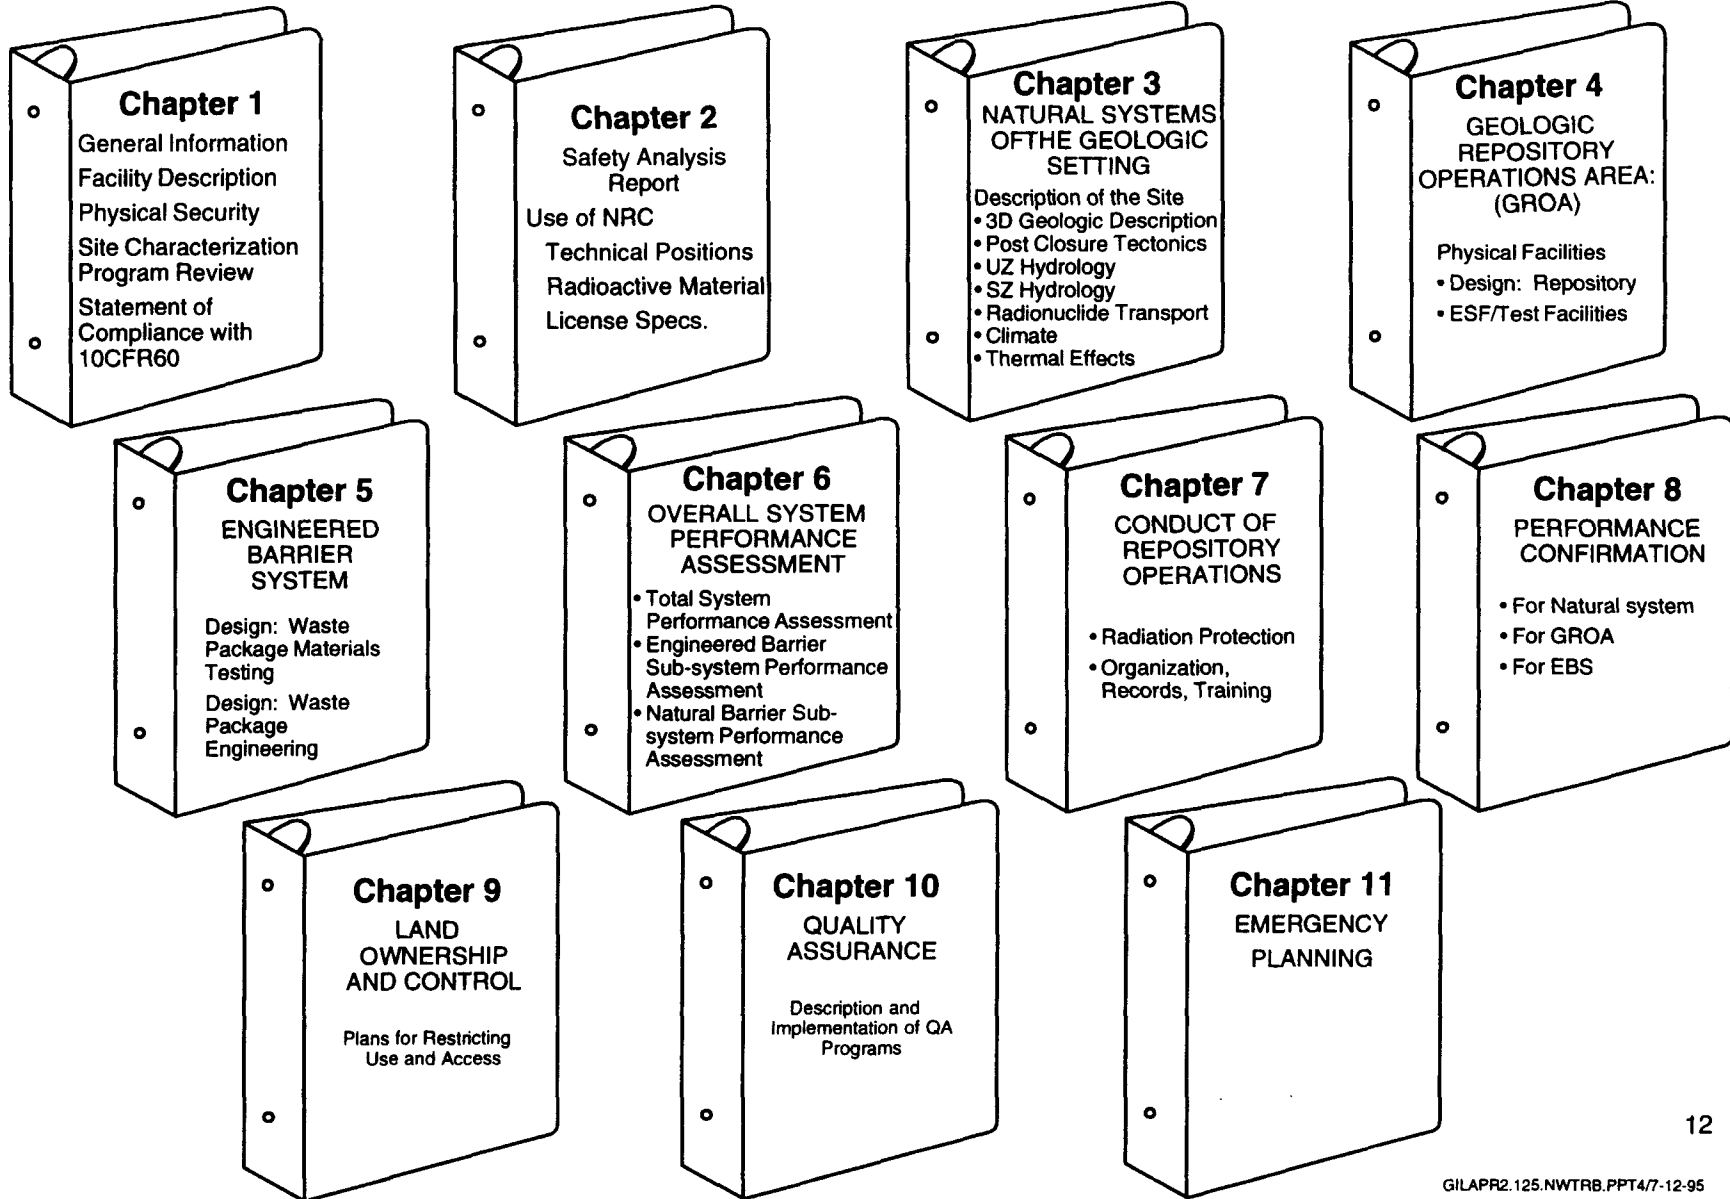 Chapter 1
General Information
Facility Description
Physical Security
Site Characterization
Program Review
Statement of
Compliance with
10CFR60
Chapter 2
Safety Analysis
Report
Use of NRC
Technical Positions
Radioactive Material
License Specs.
Chapter 3
NATURAL SYSTEMS
OFTHE GEOLOGIC
SETTING
Description of the Site
• 3D Geologic Description
• Post Closure Tectonics
• UZ Hydrology
• SZ Hydrology
• Radionuclide Transport
• Climate
• Thermal Effects
Chapter 4
GEOLOGIC
REPOSITORY
OPERATIONS AREA:
(GROA)
Physical Facilities
• Design: Repository
• ESF/Test Facilities
Chapter 5
ENGINEERED
BARRIER
SYSTEM
Design: Waste
Package Materials
Testing
Design: Waste
Package
Engineering
Chapter 6
OVERALL SYSTEM
PERFORMANCE
ASSESSMENT
• Total System
Performance Assessment
• Engineered Barrier
Sub-system Performance
Assessment
• Natural Barrier Sub-
system Performance
Assessment
Chapter 7
CONDUCT OF
REPOSITORY
OPERATIONS
• Radiation Protection
• Organization,
Records, Training
Chapter 8
PERFORMANCE
CONFIRMATION
• For Natural system
• For GROA
• For EBS
Chapter 9
LAND
OWNERSHIP
AND CONTROL
Plans for Restricting
Use and Access
Chapter 10
QUALITY
ASSURANCE
Description and
Implementation of QA
Programs
Chapter 11
EMERGENCY
PLANNING
12
GILAPR2.125.NWTRB.PPT4/7-12-95